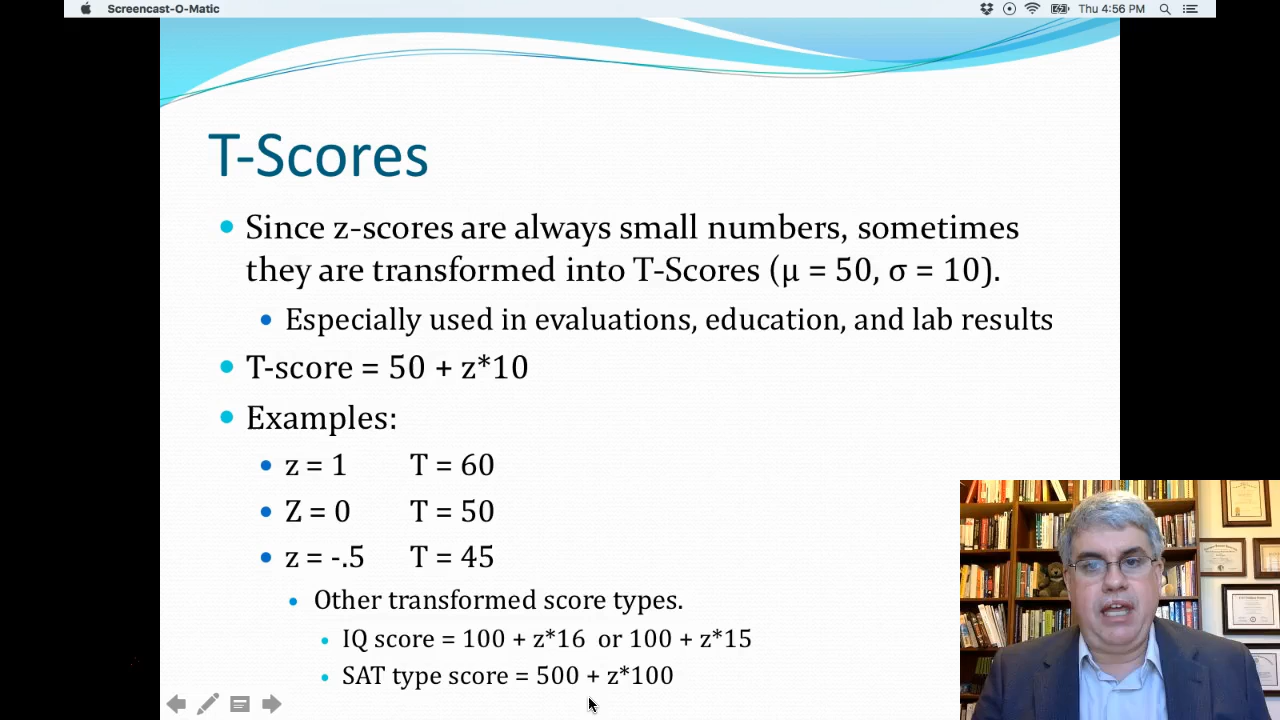 Screencast-O-Matic
Thu 4:56 PM
T-Scores
Since z-scores are always small numbers, sometimes
they are transformed into T-Scores (μ = 50, σ = 10).
Especially used in evaluations, education, and lab results
T-score = 50 + z*10
Examples:
z = 1 T = 60
Z = 0 T = 50
z = -.5 T = 45
Other transformed score types.
IQ score = 100 + z*16 or 100 + z*15
SAT type score = 500 + z*100